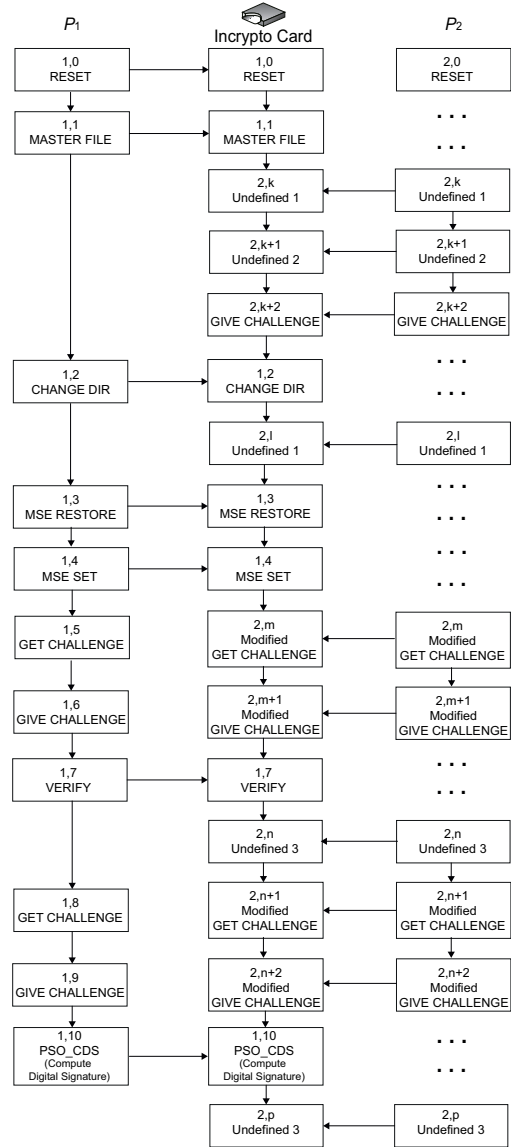 P1
Incrypto Card
P2
1,0
RESET
1,0
RESET
2,0
RESET
. . .
1,1
MASTER FILE
1,1
MASTER FILE
. . .
2,k
Undefined 1
2,k
Undefined 1
2,k+1
Undefined 2
2,k+1
Undefined 2
2,k+2
GIVE CHALLENGE
2,k+2
GIVE CHALLENGE
. . .
1,2
CHANGE DIR
1,2
CHANGE DIR
. . .
2,l
Undefined 1
2,l
Undefined 1
. . .
1,3
MSE RESTORE
1,3
MSE RESTORE
. . .
. . .
1,4
MSE SET
1,4
MSE SET
. . .
1,5
GET CHALLENGE
2,m
Modified
GET CHALLENGE
2,m
Modified
GET CHALLENGE
1,6
GIVE CHALLENGE
2,m+1
Modified
GIVE CHALLENGE
2,m+1
Modified
GIVE CHALLENGE
. . .
1,7
VERIFY
1,7
VERIFY
. . .
2,n
Undefined 3
2,n
Undefined 3
1,8
GET CHALLENGE
2,n+1
Modified
GET CHALLENGE
2,n+1
Modified
GET CHALLENGE
1,9
GIVE CHALLENGE
2,n+2
Modified
GIVE CHALLENGE
2,n+2
Modified
GIVE CHALLENGE
1,10
PSO_CDS
(Compute
Digital Signature)
1,10
PSO_CDS
(Compute
Digital Signature)
. . .
. . .
2,p
Undefined 3
2,p
Undefined 3